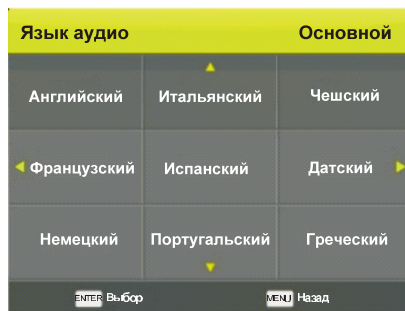 Язык аудио Основной
Английский Итальянский Чешский
Французский Испанский Датский
Немецкий Португальский Греческий
ENTER Выбор MENU Назад